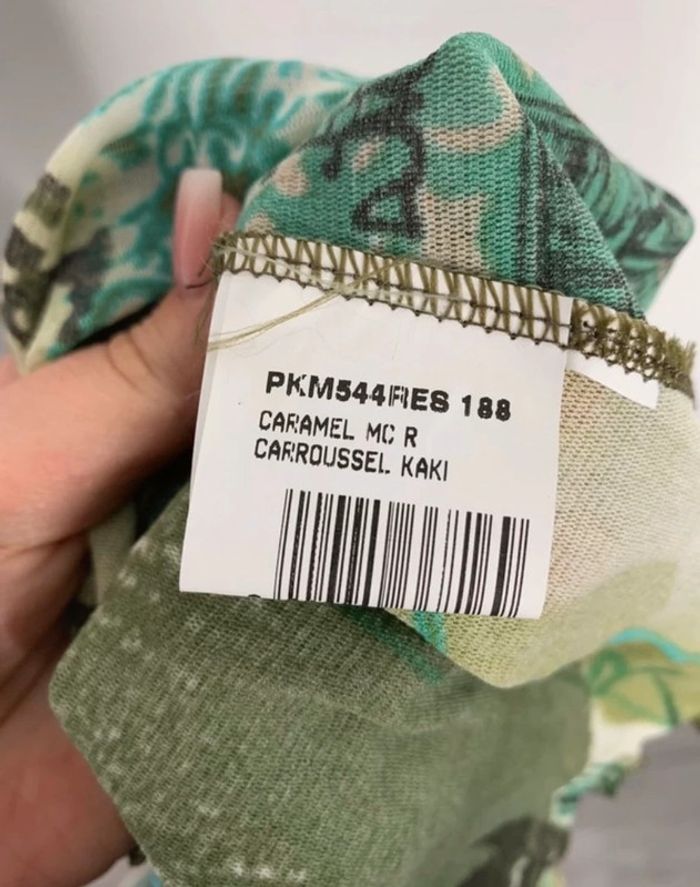 PKM544RES 188
CARAMEL MC R
CARROUSSEL KAKI